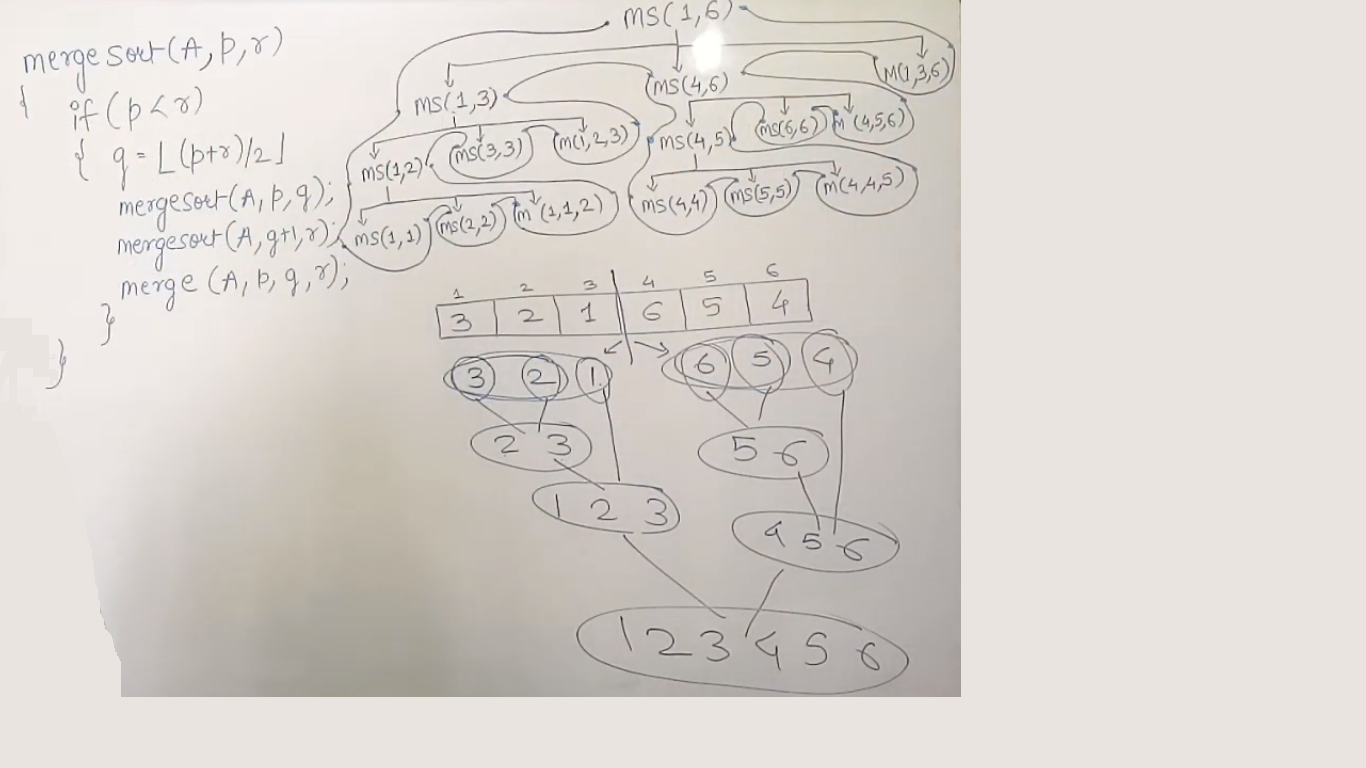 mergesort(A, p, r)
{ if (p < r)
{ q = ⌊(p+r)/2⌋
mergesort(A, p, q);
mergesort(A, q+1, r);
merge (A, p, q, r);
}
}
ms(1,6)
ms(1,3) ms(4,6) m(1,3,6)
ms(1,2) ms(3,3) m(1,2,3) ms(4,5) ms(6,6) m(4,5,6)
ms(1,1) ms(2,2) m(1,1,2) ms(4,4) ms(5,5) m(4,4,5)
1 2 3 4 5 6
3 2 1 6 5 4
3 2 1 6 5 4
2 3 5 6
1 2 3 4 5 6
1 2 3 4 5 6